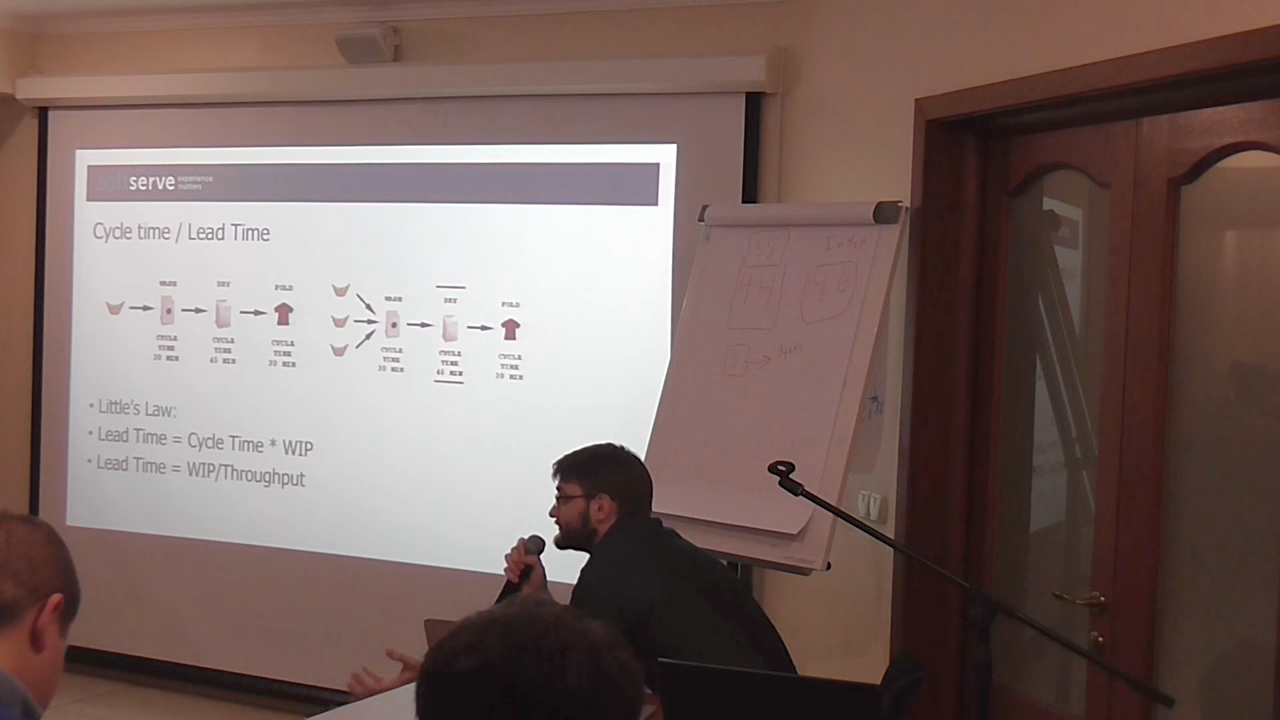 softserve experience matters
Cycle time / Lead Time
WASH DRY FOLD
CYCLE TIME 30 MIN
CYCLE TIME 45 MIN
CYCLE TIME 30 MIN
WASH DRY FOLD
CYCLE TIME 30 MIN
CYCLE TIME 45 MIN
CYCLE TIME 30 MIN
• Little's Law:
• Lead Time = Cycle Time * WIP
• Lead Time = WIP/Throughput
44